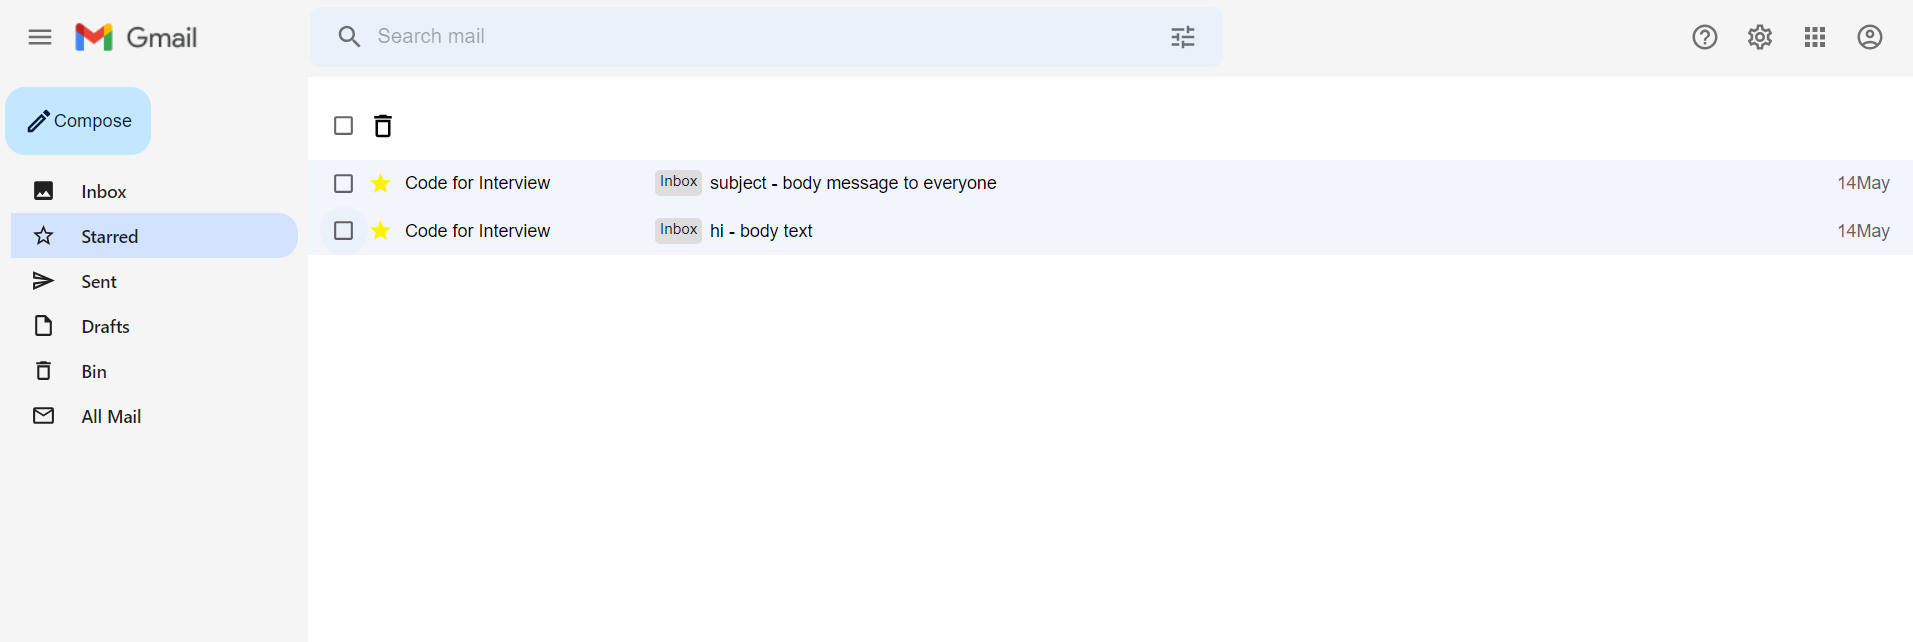 Gmail
Search mail
Compose
Inbox
Starred
Sent
Drafts
Bin
All Mail
Code for Interview Inbox subject - body message to everyone 14May
Code for Interview Inbox hi - body text 14May